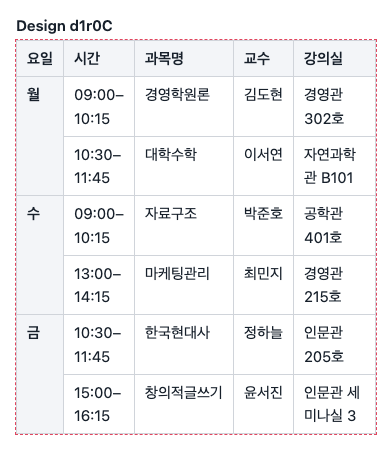 Design d1r0C
요일 시간 과목명 교수 강의실
월 09:00– 경영학원론 김도현 경영관
10:15 302호
10:30– 대학수학 이서연 자연과학
11:45 관 B101
수 09:00– 자료구조 박준호 공학관
10:15 401호
13:00– 마케팅관리 최민지 경영관
14:15 215호
금 10:30– 한국현대사 정하늘 인문관
11:45 205호
15:00– 창의적글쓰기 윤서진 인문관 세
16:15 미나실 3